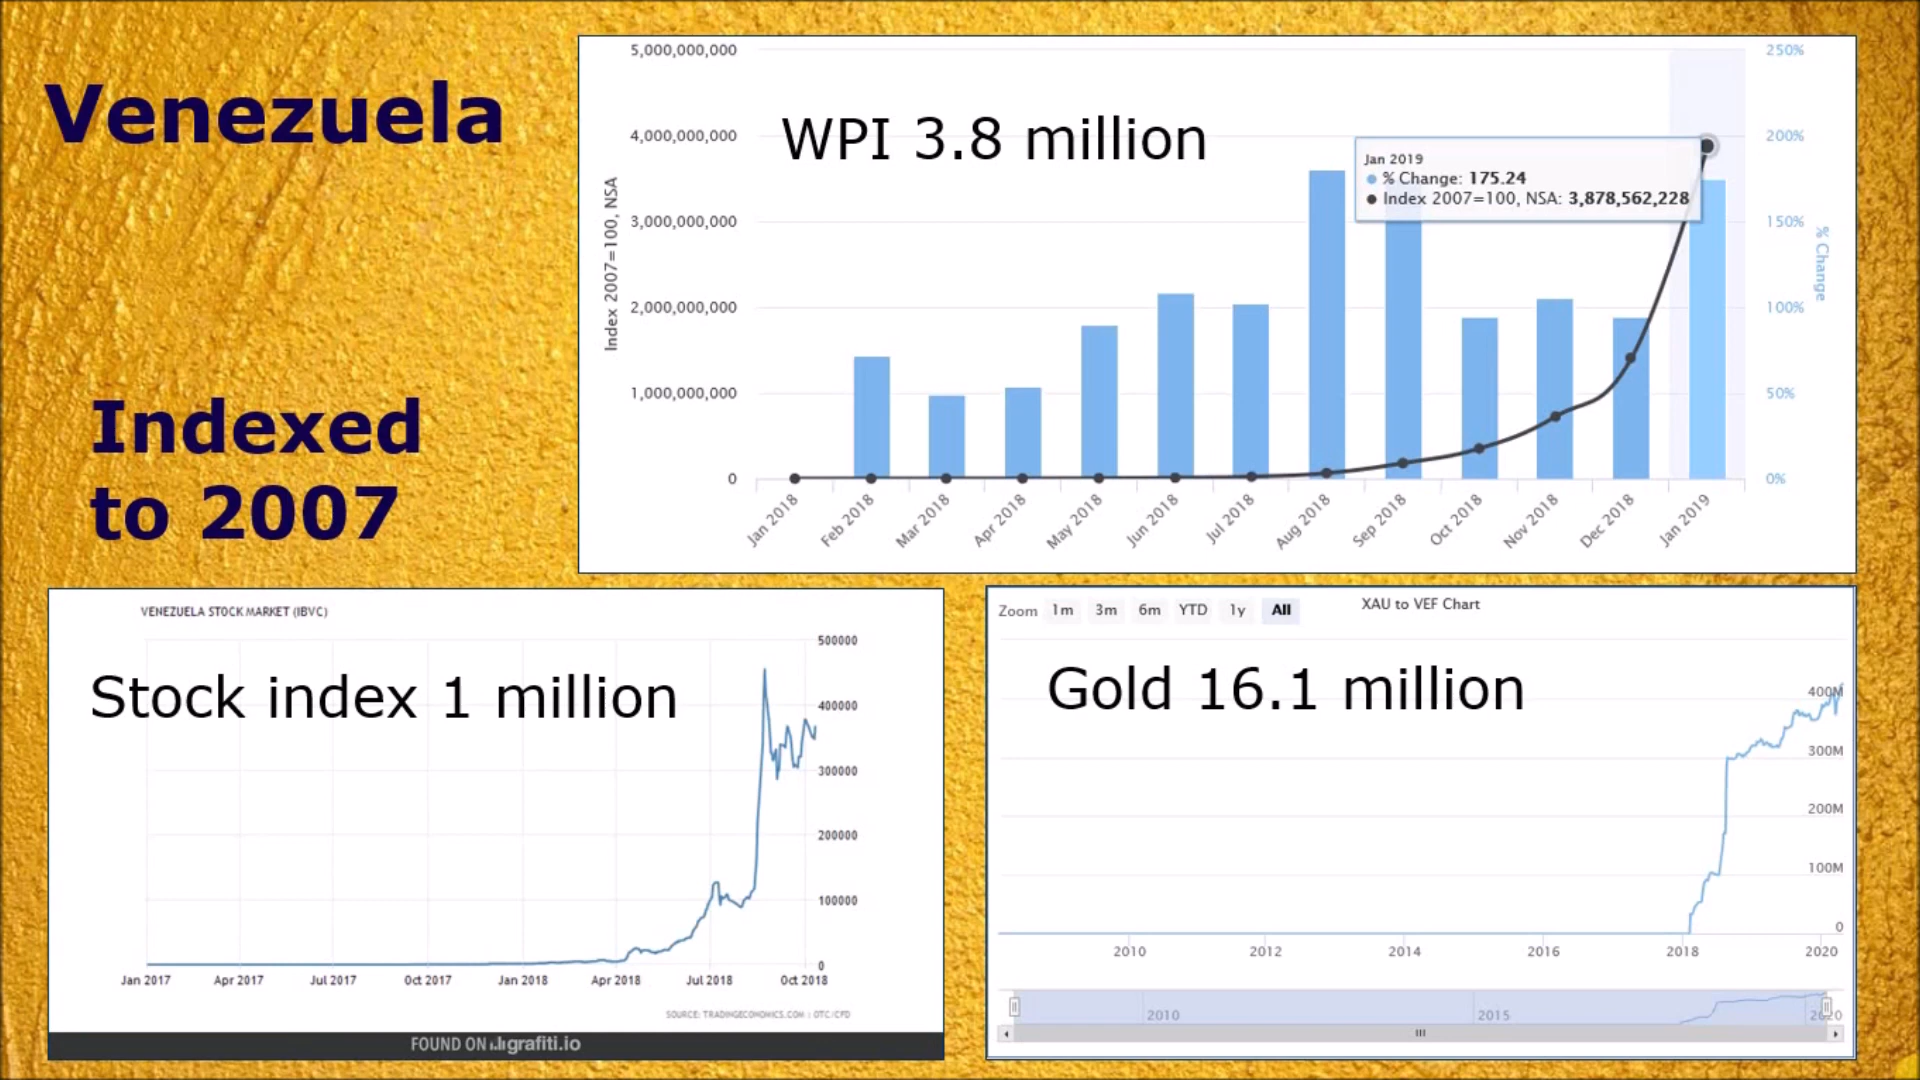 Venezuela
Indexed
to 2007
WPI 3.8 million
5,000,000,000
4,000,000,000
3,000,000,000
2,000,000,000
1,000,000,000
0
Index 2007=100, NSA
250%
200%
150%
100%
50%
0%
% Change
Jan 2019
% Change: 175.24
Index 2007=100, NSA: 3,878,562,228
Jan 2018
Feb 2018
Mar 2018
Apr 2018
May 2018
Jun 2018
Jul 2018
Aug 2018
Sep 2018
Oct 2018
Nov 2018
Dec 2018
Jan 2019
VENEZUELA STOCK MARKET (IBVC)
Stock index 1 million
500000
400000
300000
200000
100000
0
Jan 2017 Apr 2017 Jul 2017 Oct 2017 Jan 2018 Apr 2018 Jul 2018 Oct 2018
SOURCE: TRADINGECONOMICS.COM | OTC/CFD
FOUND ON grafiti.io
Zoom 1m 3m 6m YTD 1y All
XAU to VEF Chart
Gold 16.1 million
400M
300M
200M
100M
0
2010 2012 2014 2016 2018 2020
2010 2015 2020